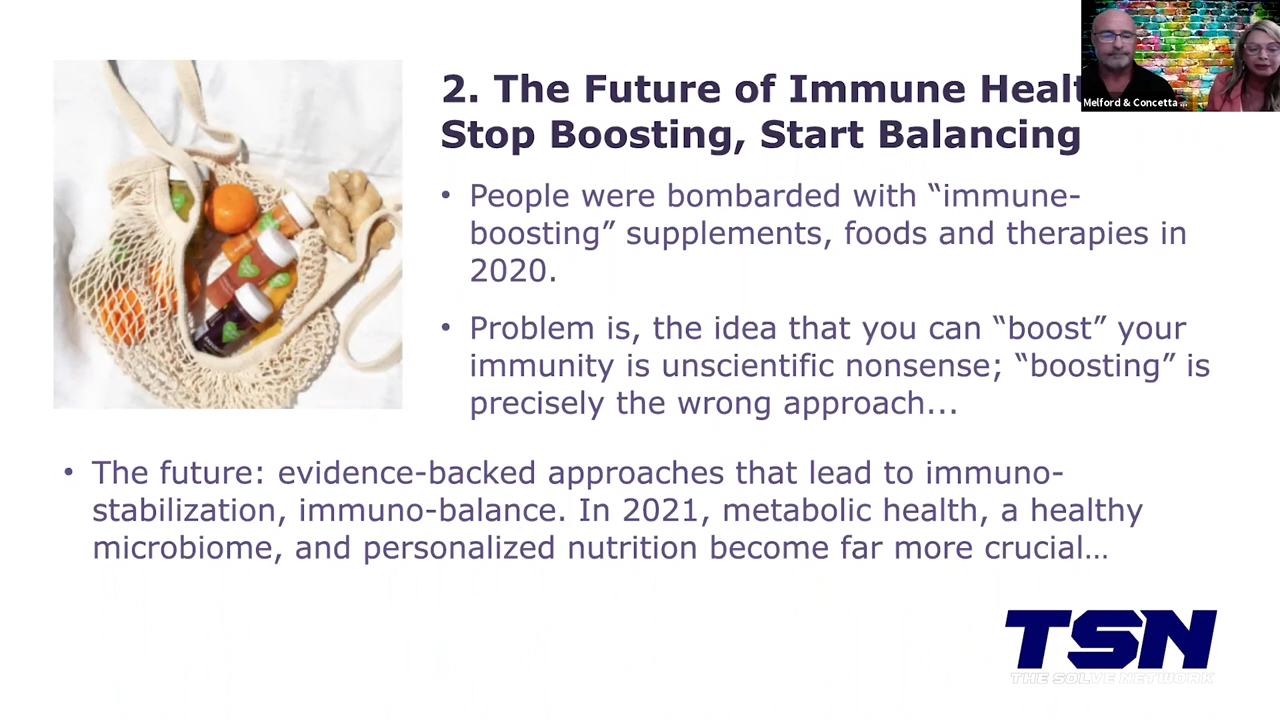 2. The Future of Immune Healt
Stop Boosting, Start Balancing
Melford & Concetta ...
• People were bombarded with “immune-
boosting” supplements, foods and therapies in
2020.
• Problem is, the idea that you can “boost” your
immunity is unscientific nonsense; “boosting” is
precisely the wrong approach...
• The future: evidence-backed approaches that lead to immuno-
stabilization, immuno-balance. In 2021, metabolic health, a healthy
microbiome, and personalized nutrition become far more crucial…
TSN
THE SOLVE NETWORK